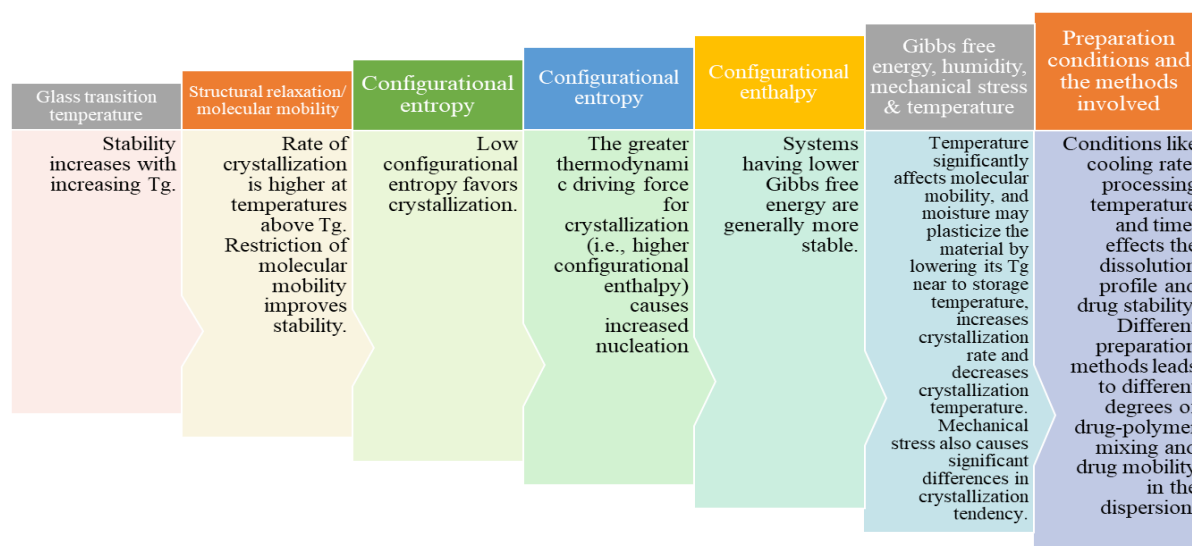 Glass transition
temperature
Stability
increases with
increasing Tg.
Structural relaxation/
molecular mobility
Rate of
crystallization
is higher at
temperatures
above Tg.
Restriction of
molecular
mobility
improves
stability.
Configurational
entropy
Low
configurational
entropy favors
crystallization.
Configurational
entropy
The greater
thermodynami
c driving force
for
crystallization
(i.e., higher
configurational
enthalpy)
causes
increased
nucleation
Configurational
enthalpy
Systems
having lower
Gibbs free
energy are
generally more
stable.
Gibbs free
energy, humidity,
mechanical stress
& temperature
Temperature
significantly
affects molecular
mobility, and
moisture may
plasticize the
material by
lowering its Tg
near to storage
temperature,
increases
crystallization
rate and
decreases
crystallization
temperature.
Mechanical
stress also causes
significant
differences in
crystallization
tendency.
Preparation
conditions and
the methods
involved
Conditions like
cooling rate
processing
temperature
and time
effects the
dissolution
profile and
drug stability
Different
preparation
methods leads
to different
degrees of
drug-polymer
mixing and
drug mobility
in the
dispersion